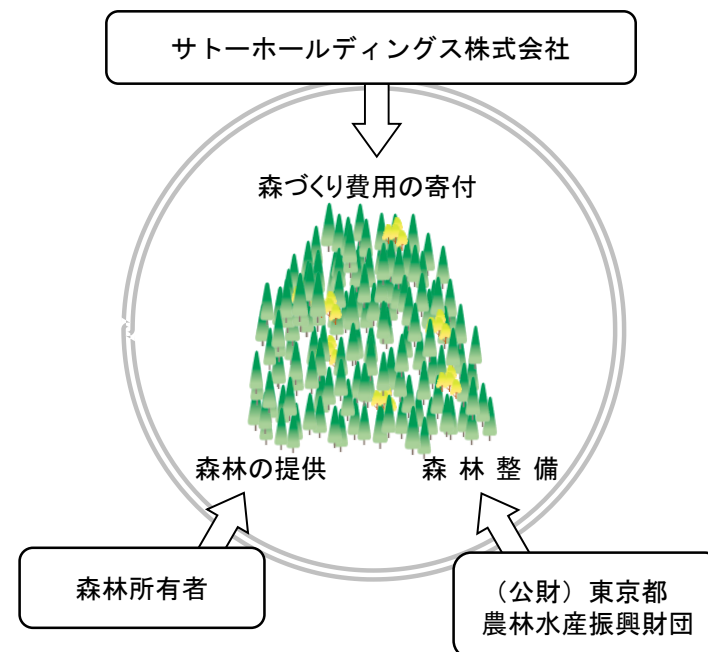 サトーホールディングス株式会社
森づくり費用の寄付
森林の提供
森林整備
森林所有者
（公財）東京都
農林水産振興財団